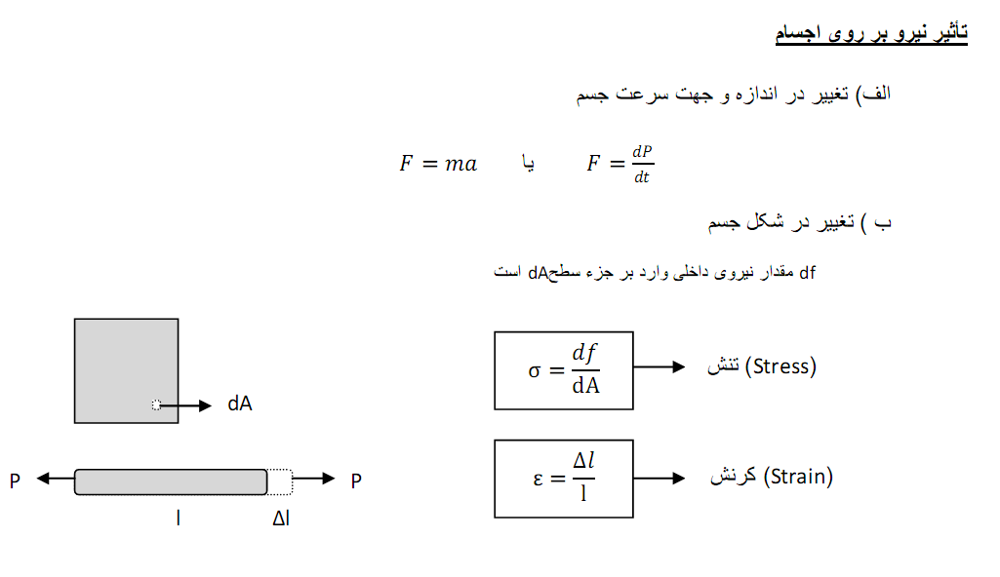 تأثیر نیرو بر روی اجسام
الف) تغییر در اندازه و جهت سرعت جسم
F = ma یا F = dP/dt
ب ) تغییر در شکل جسم
df مقدار نیروی داخلی وارد بر جزء سطحdA است
σ = df/dA
تنش (Stress)
dA
ε = Δl/l
کرنش (Strain)
P
P
l
Δl